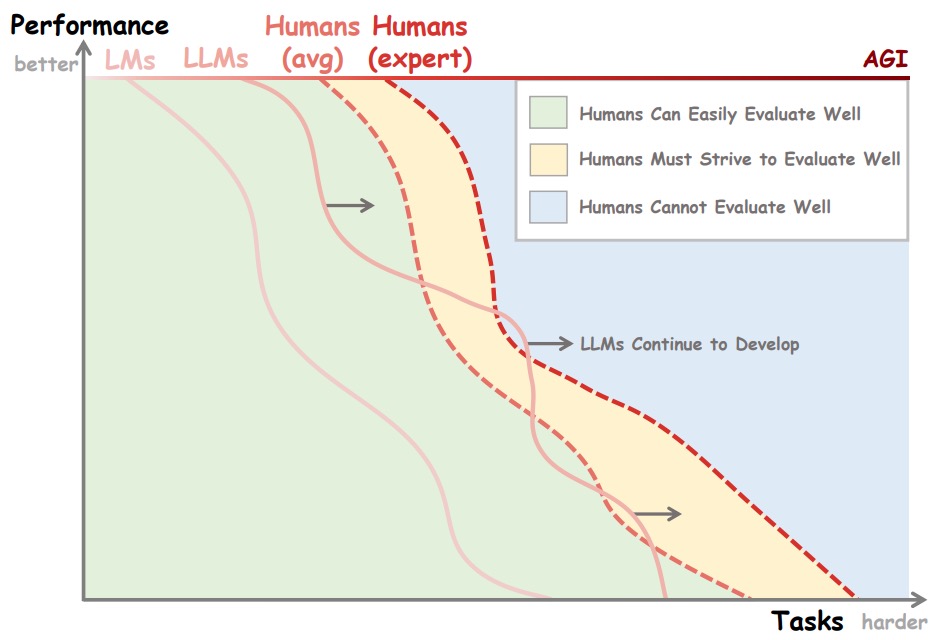 Performance
better
LMs
LLMs
Humans
(avg)
Humans
(expert)
AGI
Humans Can Easily Evaluate Well
Humans Must Strive to Evaluate Well
Humans Cannot Evaluate Well
LLMs Continue to Develop
Tasks
harder